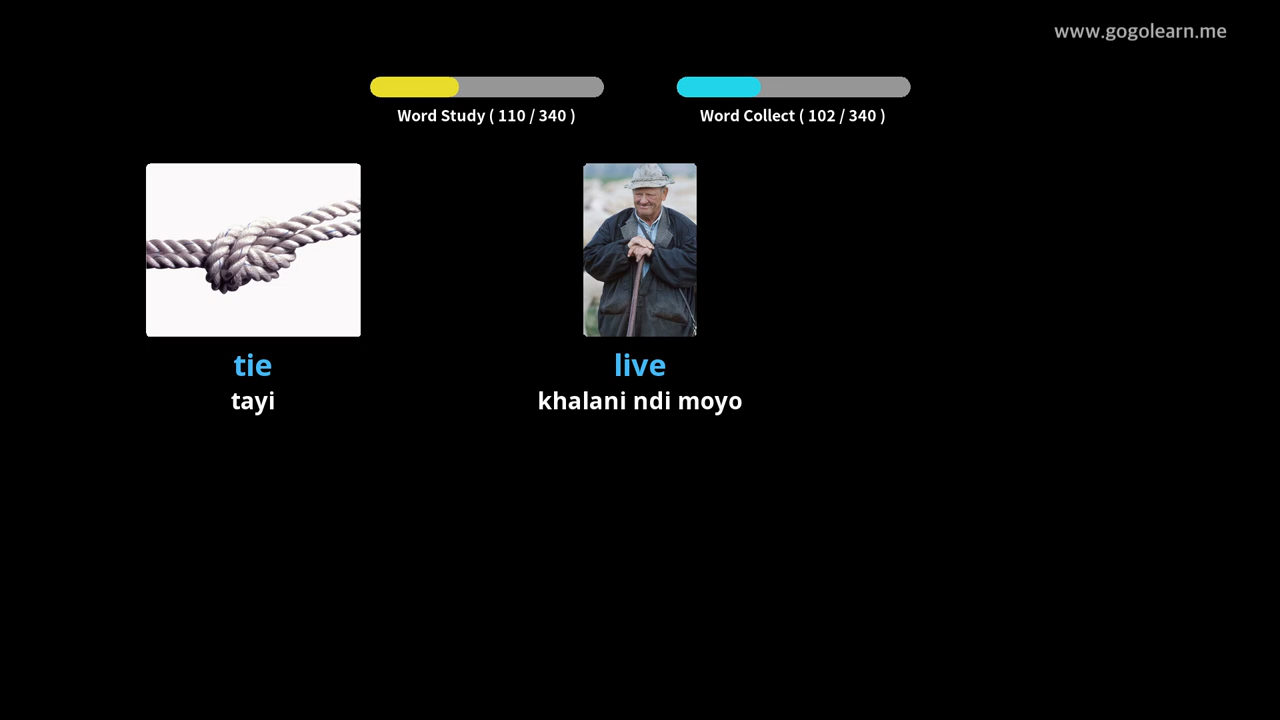 www.gogolearn.me
Word Study ( 110 / 340 )
Word Collect ( 102 / 340 )
tie
tayi
live
khalani ndi moyo